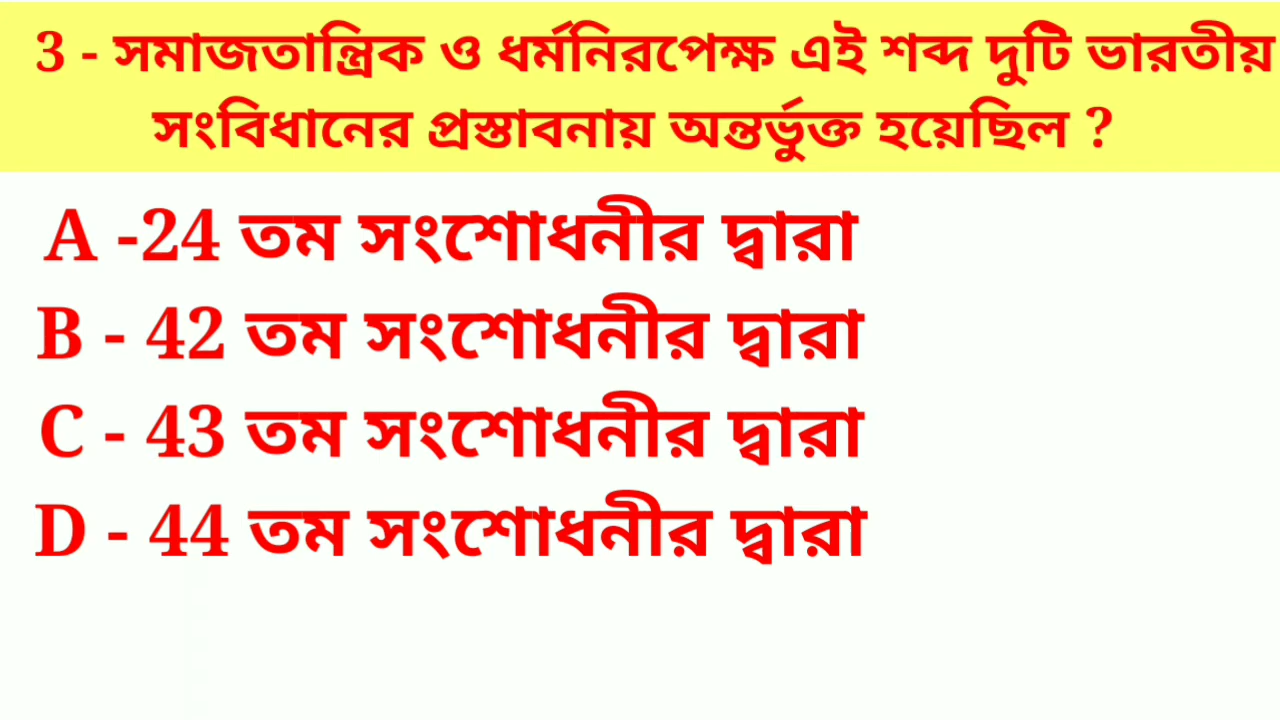 3 - সমাজতান্ত্রিক ও ধর্মনিরপেক্ষ এই শব্দ দুটি ভারতীয়
সংবিধানের প্রস্তাবনায় অন্তর্ভুক্ত হয়েছিল ?
A -24 তম সংশোধনীর দ্বারা
B - 42 তম সংশোধনীর দ্বারা
C - 43 তম সংশোধনীর দ্বারা
D - 44 তম সংশোধনীর দ্বারা